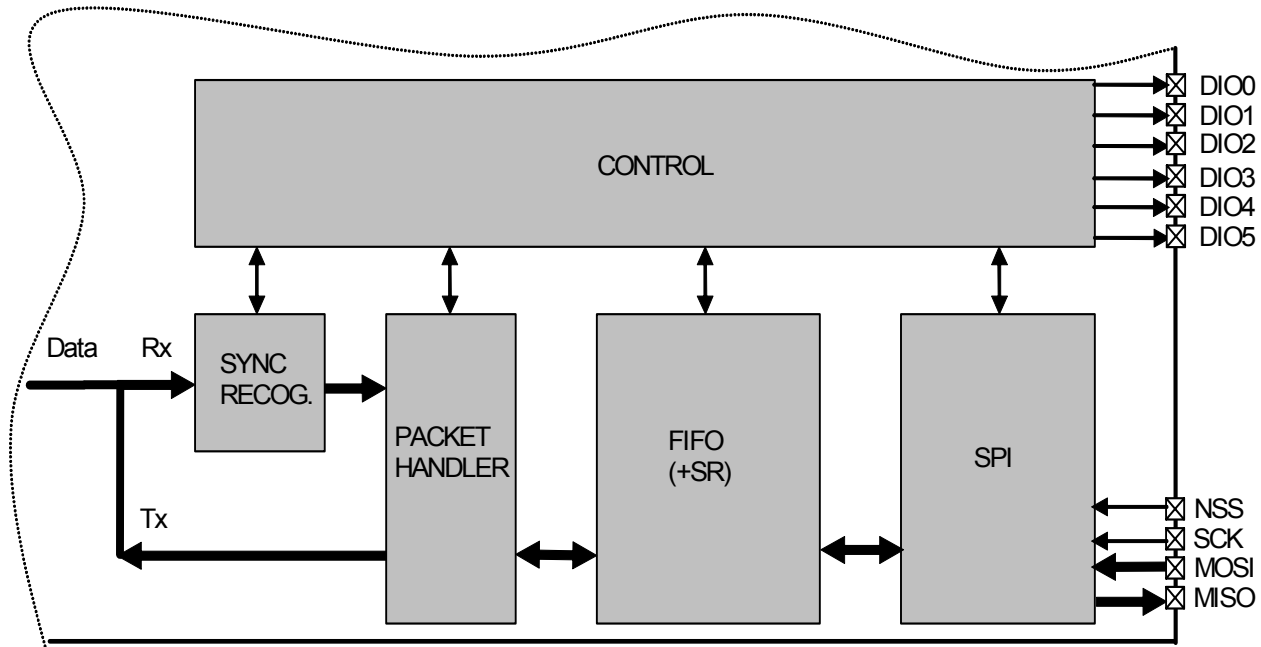 DIO0
DIO1
DIO2
CONTROL
DIO3
DIO4
DIO5
Data
Rx
SYNC
RECOG.
PACKET
HANDLER
FIFO
(+SR)
SPI
Tx
NSS
SCK
MOSI
MISO